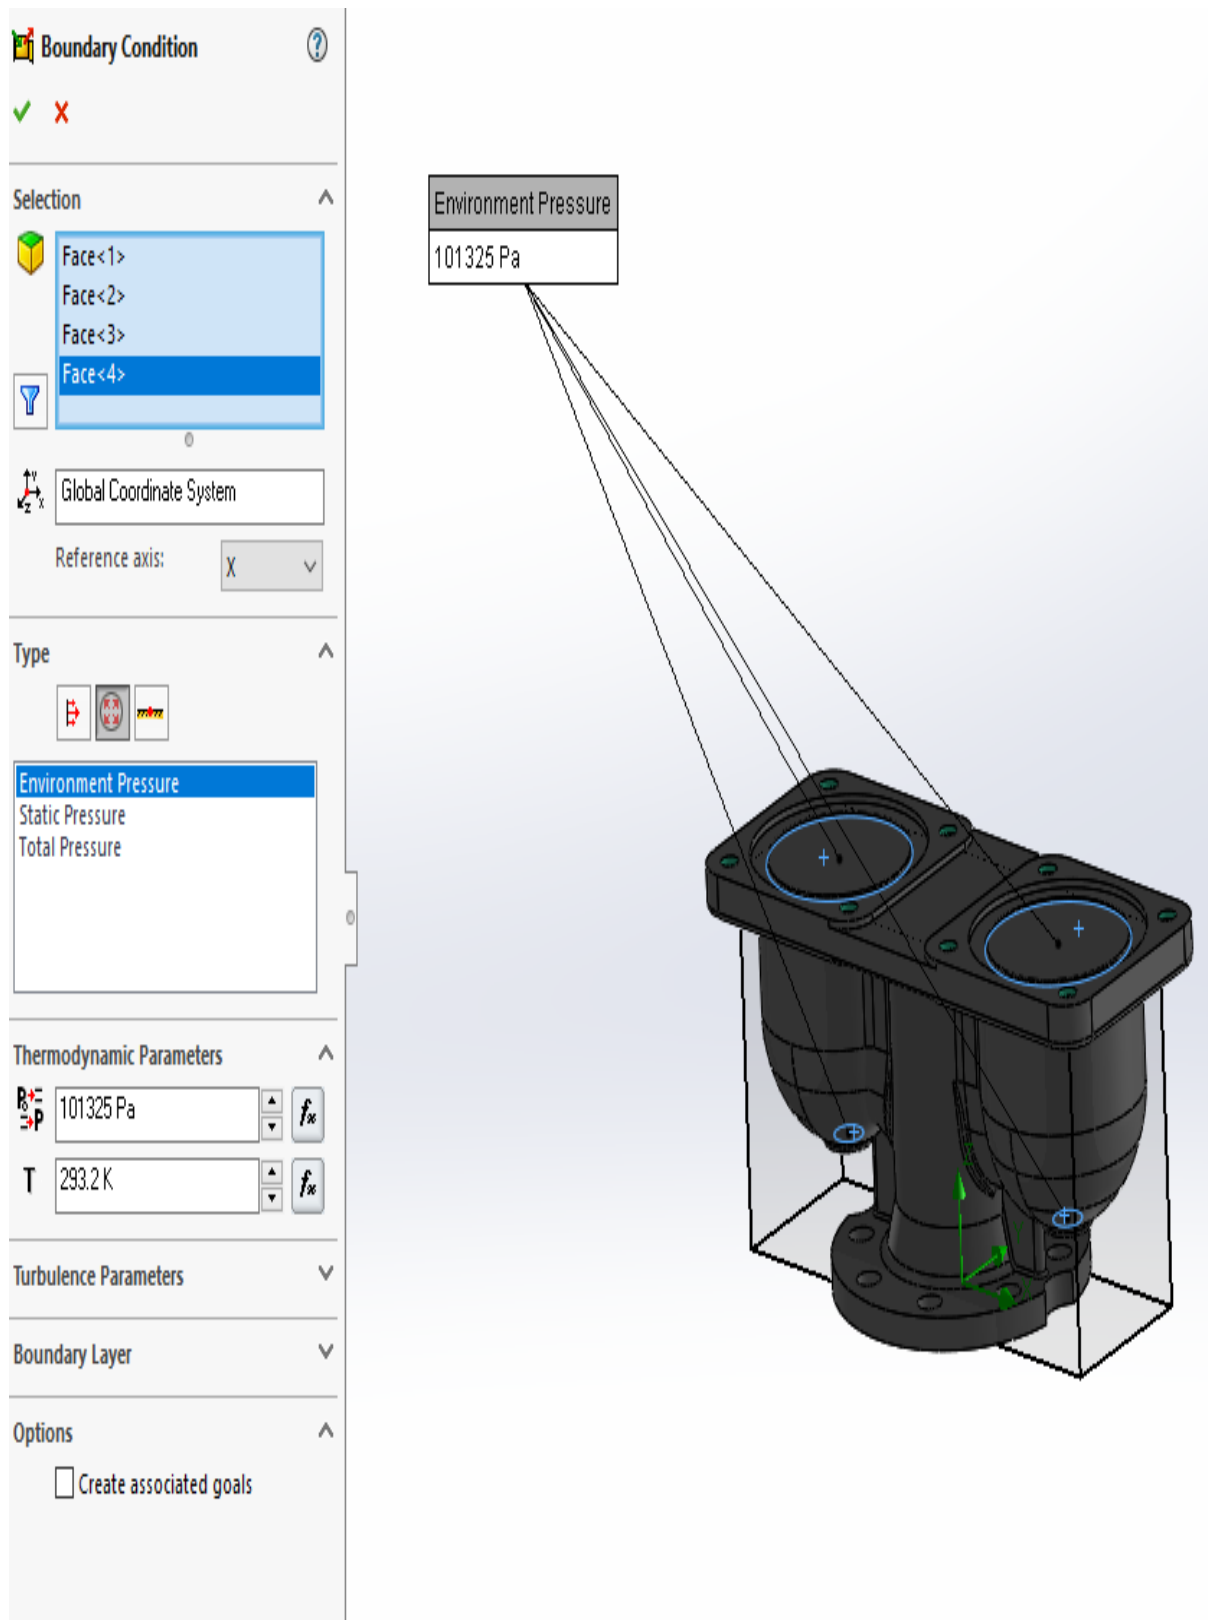 Boundary Condition
Selection
Face<1>
Face<2>
Face<3>
Face<4>
Global Coordinate System
Reference axis:
X
Type
Environment Pressure
Static Pressure
Total Pressure
Thermodynamic Parameters
101325 Pa
T
293.2 K
Turbulence Parameters
Boundary Layer
Options
Create associated goals
Environment Pressure
101325 Pa